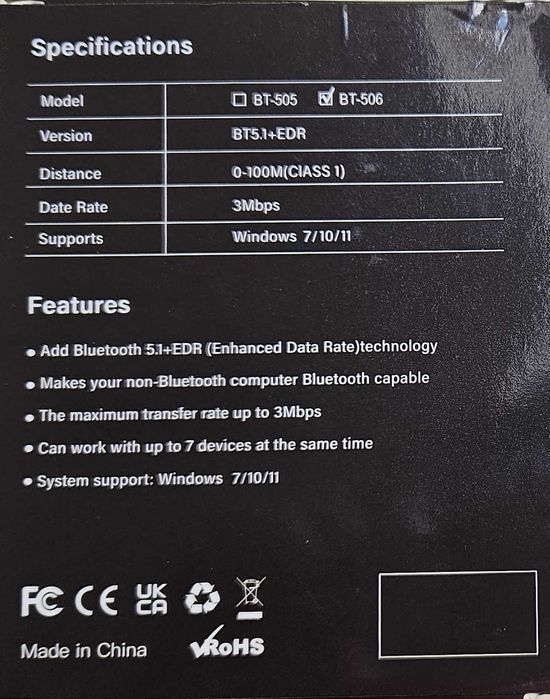 Specifications
Model ☐ BT-505 ☑ BT-506
Version BT5.1+EDR
Distance 0-100M(ClASS 1)
Date Rate 3Mbps
Supports Windows 7/10/11
Features
• Add Bluetooth 5.1+EDR (Enhanced Data Rate)technology
• Makes your non-Bluetooth computer Bluetooth capable
• The maximum transfer rate up to 3Mbps
• Can work with up to 7 devices at the same time
• System support: Windows 7/10/11
FC CE UK CA
Made in China RoHS